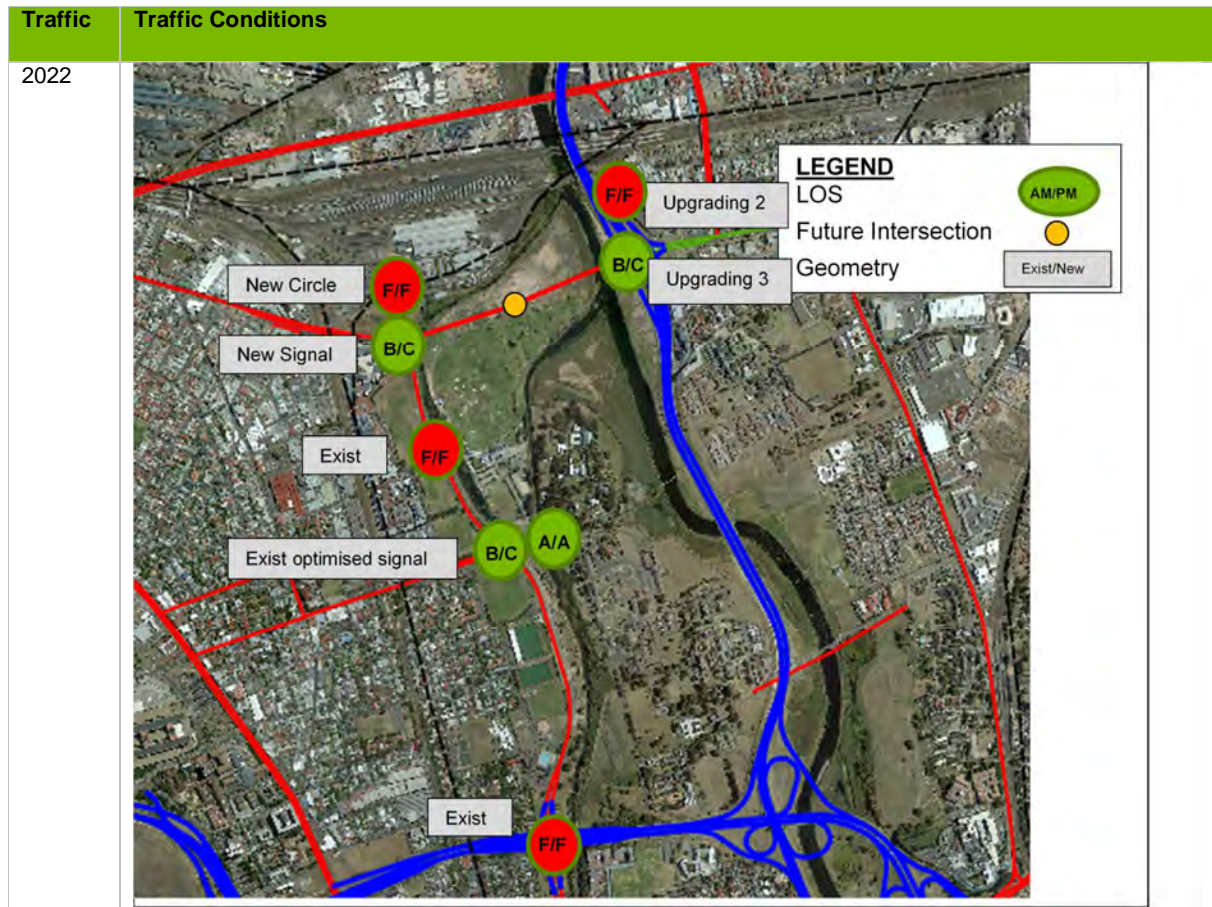 Traffic Traffic Conditions
2022
LEGEND
LOS
AM/PM
Future Intersection
Geometry
Exist/New
F/F
Upgrading 2
B/C
Upgrading 3
New Circle
F/F
New Signal
B/C
Exist
F/F
Exist optimised signal
B/C
A/A
Exist
F/F